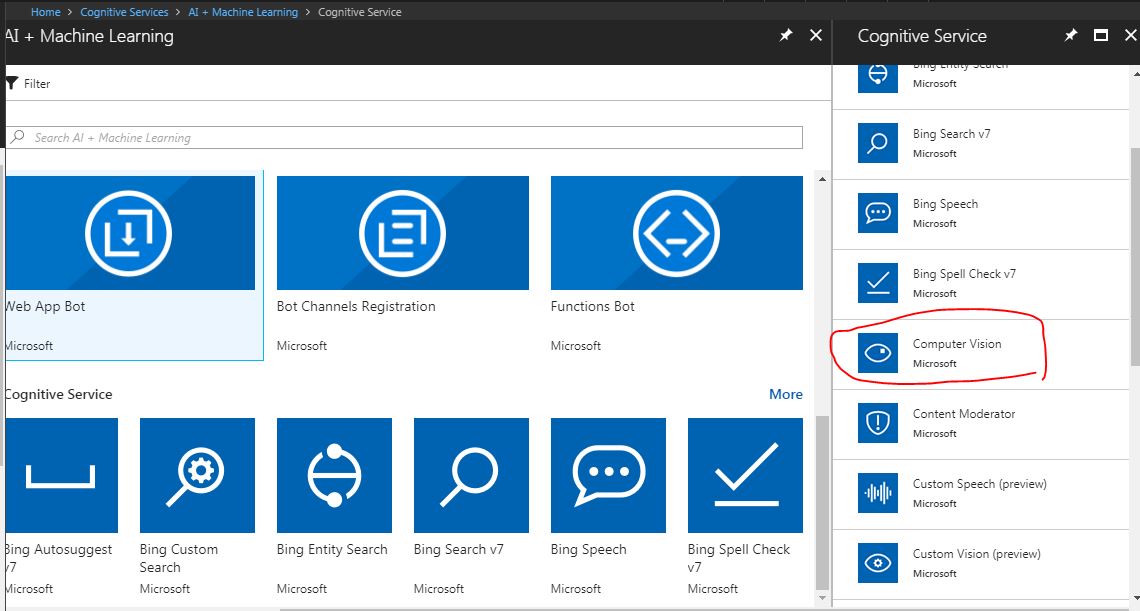 Home > Cognitive Services > AI + Machine Learning > Cognitive Service
AI + Machine Learning
Filter
Search AI + Machine Learning
Web App Bot
Microsoft
Bot Channels Registration
Microsoft
Functions Bot
Microsoft
Cognitive Service
More
Bing Autosuggest
v7
Microsoft
Bing Custom
Search
Microsoft
Bing Entity Search
Microsoft
Bing Search v7
Microsoft
Bing Speech
Microsoft
Bing Spell Check
v7
Microsoft
Cognitive Service
Bing Entity Search
Microsoft
Bing Search v7
Microsoft
Bing Speech
Microsoft
Bing Spell Check v7
Microsoft
Computer Vision
Microsoft
Content Moderator
Microsoft
Custom Speech (preview)
Microsoft
Custom Vision (preview)
Microsoft